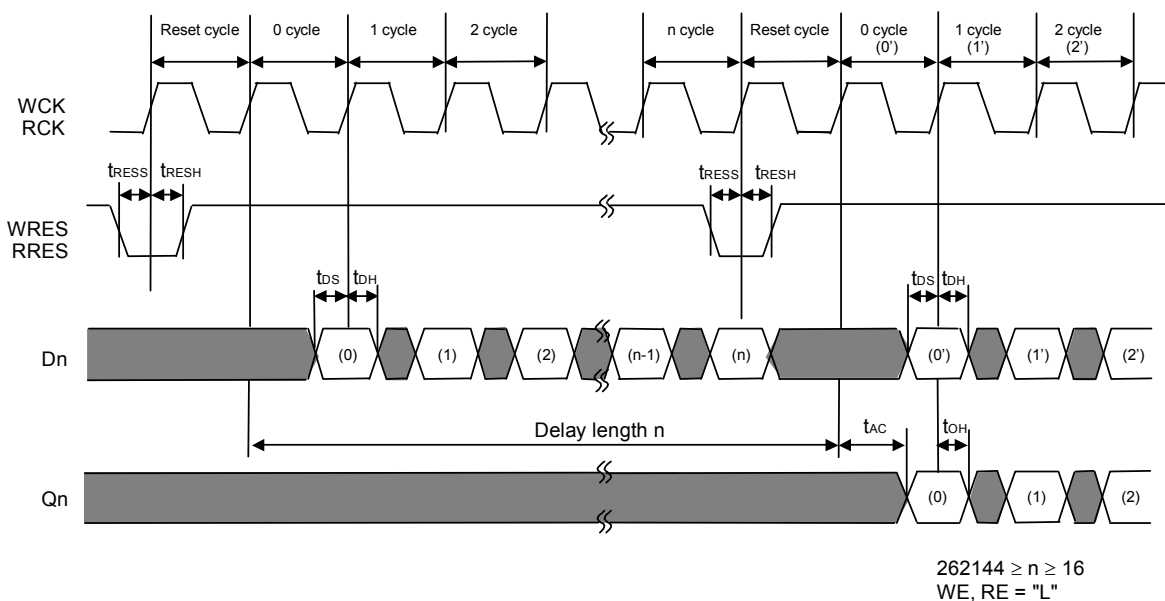 Reset cycle 0 cycle 1 cycle 2 cycle n cycle Reset cycle 0 cycle (0') 1 cycle (1') 2 cycle (2')
WCK
RCK
tRESS tRESH tRESS tRESH
WRES
RRES
tDS tDH tDS tDH
Dn (0) (1) (2) (n-1) (n) (0') (1') (2')
Delay length n tAC tOH
Qn (0) (1) (2)
262144 ≥ n ≥ 16
WE, RE = "L"